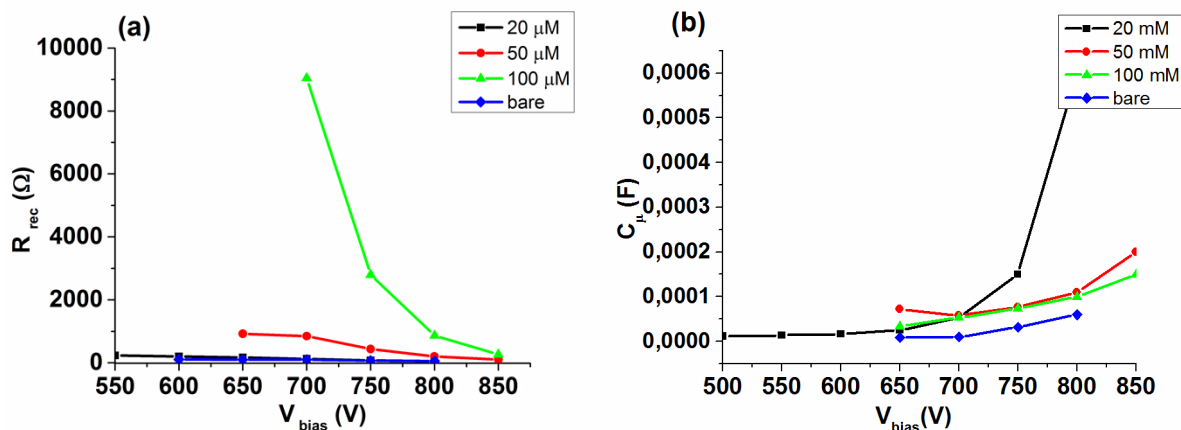 (a)
20 μM
50 μM
100 μM
bare
10000
8000
6000
4000
2000
0
R rec (Ω)
550 600 650 700 750 800 850
V bias (V)
(b)
20 mM
50 mM
100 mM
bare
0,0006
0,0005
0,0004
0,0003
0,0002
0,0001
0,0000
C μ (F)
500 550 600 650 700 750 800 850
V bias (V)